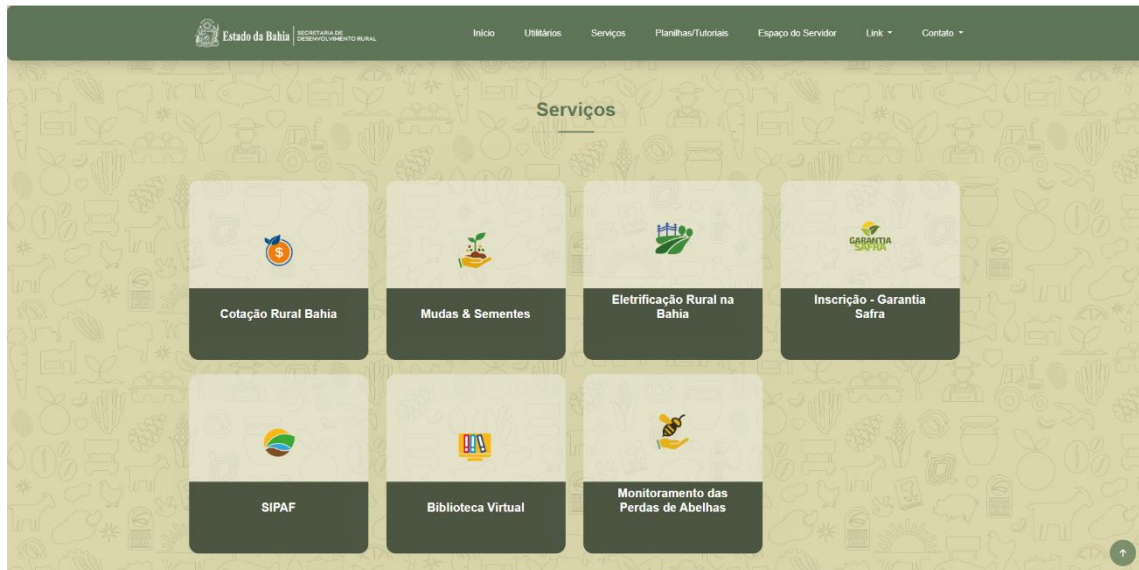 Estado da Bahia
SECRETARIA DE
DESENVOLVIMENTO RURAL
Início Utilitários Serviços Planilhas/Tutoriais Espaço do Servidor Link Contato
Serviços
$
GARANTIA
SAFRA
Cotação Rural Bahia
Mudas & Sementes
Eletrificação Rural na
Bahia
Inscrição - Garantia
Safra
SIPAF
Biblioteca Virtual
Monitoramento das
Perdas de Abelhas